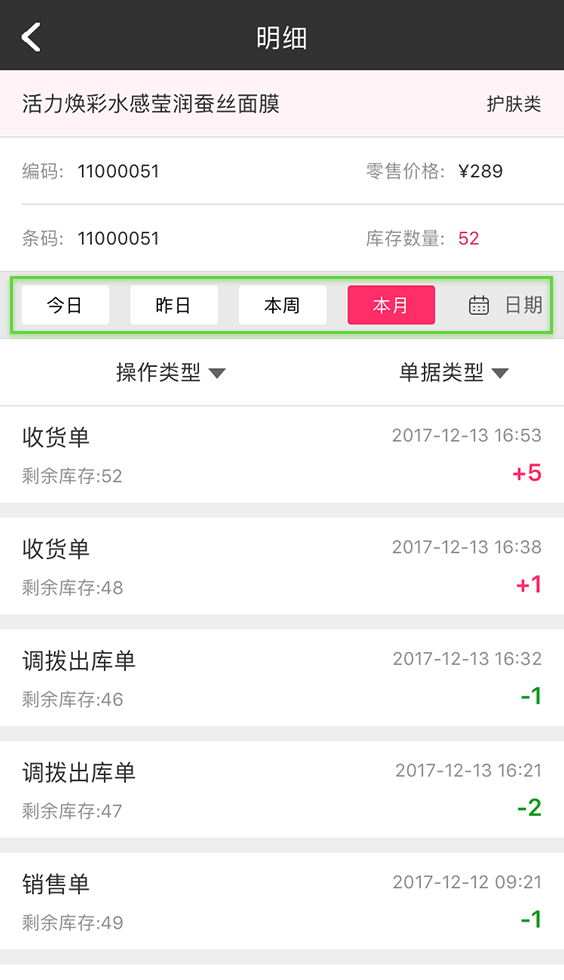 明细
活力焕彩水感莹润蚕丝面膜 护肤类
编码: 11000051 零售价格: ¥289
条码: 11000051 库存数量: 52
今日 昨日 本周 本月 日期
操作类型 单据类型
收货单 2017-12-13 16:53
剩余库存:52 +5
收货单 2017-12-13 16:38
剩余库存:48 +1
调拨出库单 2017-12-13 16:32
剩余库存:46 -1
调拨出库单 2017-12-13 16:21
剩余库存:47 -2
销售单 2017-12-12 09:21
剩余库存:49 -1